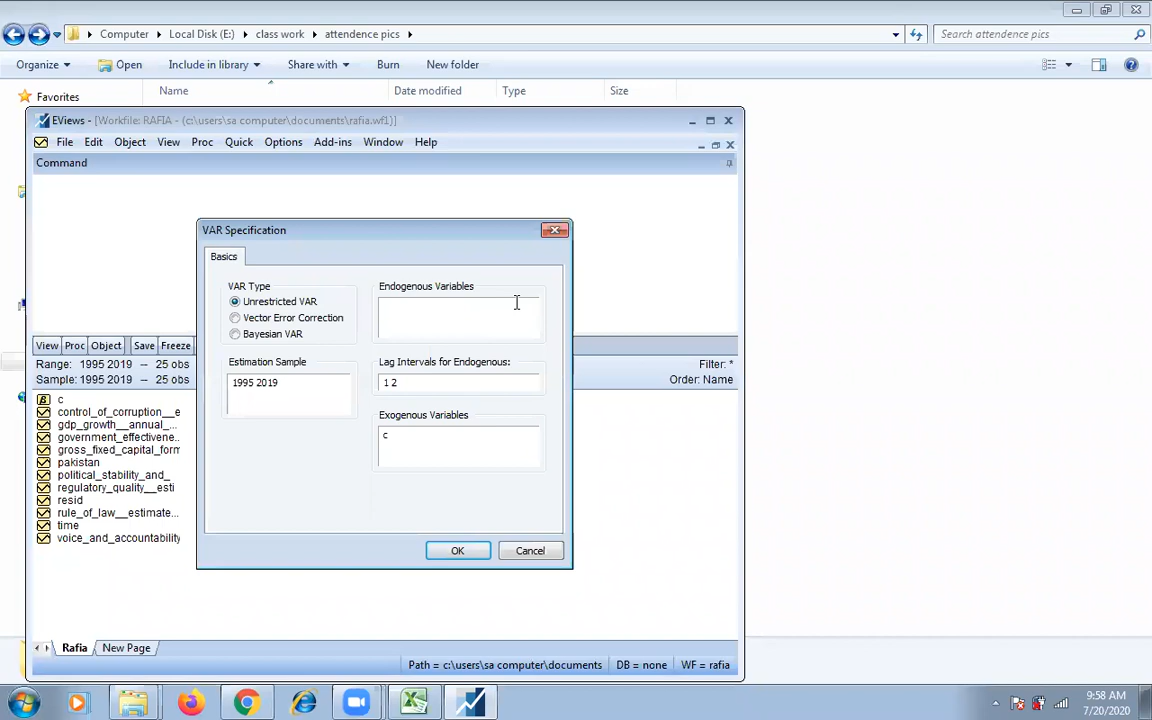 Computer Local Disk (E:) class work attendence pics
Search attendence pics
Organize Open Include in library Share with Burn New folder
Favorites
Name Date modified Type Size
EViews - [Workfile: RAFIA - (c:\users\sa computer\documents\rafia.wf1)]
File Edit Object View Proc Quick Options Add-ins Window Help
Command
VAR Specification
Basics
VAR Type
Unrestricted VAR
Vector Error Correction
Bayesian VAR
Endogenous Variables
Estimation Sample
1995 2019
Lag Intervals for Endogenous:
1 2
Exogenous Variables
c
OK Cancel
View Proc Object Save Freeze
Range: 1995 2019 -- 25 obs
Filter: *
Sample: 1995 2019 -- 25 obs
Order: Name
c
control_of_corruption__e
gdp_growth__annual_...
government_effectivene..
gross_fixed_capital_form
pakistan
political_stability_and_
regulatory_quality__esti
resid
rule_of_law__estimate...
time
voice_and_accountability
Rafia New Page
Path = c:\users\sa computer\documents DB = none WF = rafia
9:58 AM
7/20/2020